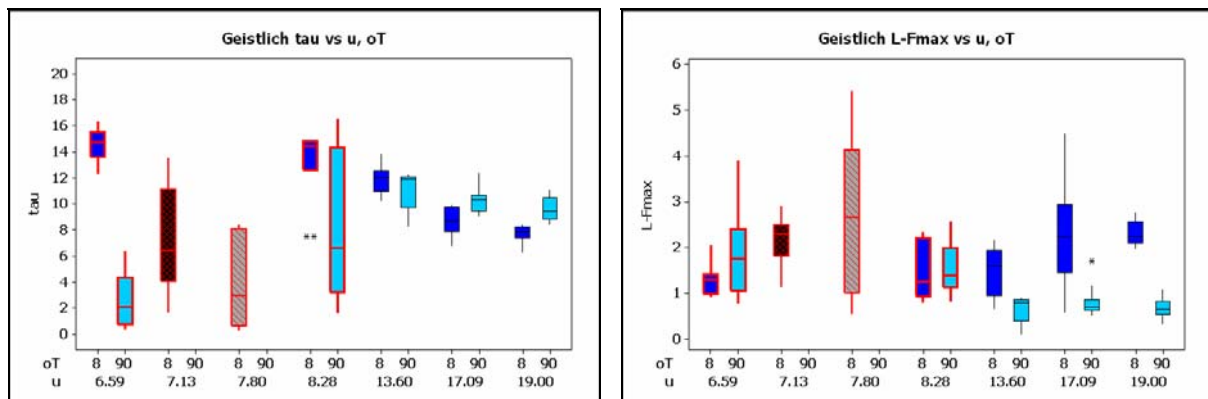 Geistlich tau vs u, oT
20
18
16
14
12
10
8
6
4
2
0
tau
**
oT 8 90 8 90 8 90 8 90 8 90 8 90 8 90
u 6.59 7.13 7.80 8.28 13.60 17.09 19.00
Geistlich L-Fmax vs u, oT
6
5
4
3
2
1
0
L-Fmax
*
oT 8 90 8 90 8 90 8 90 8 90 8 90 8 90
u 6.59 7.13 7.80 8.28 13.60 17.09 19.00